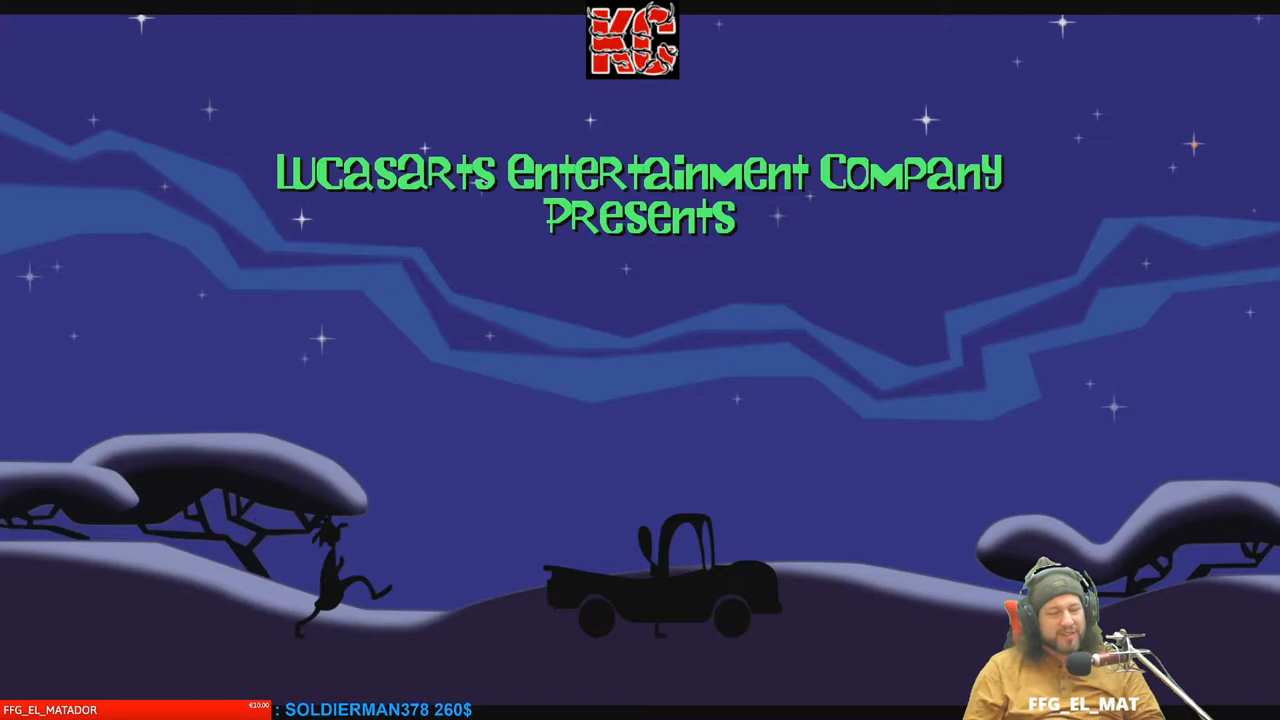 KC
LucasArts Entertainment Company
Presents
FFG_EL_MAT
FFG_EL_MATADOR €10.00 : SOLDIERMAN378 260$